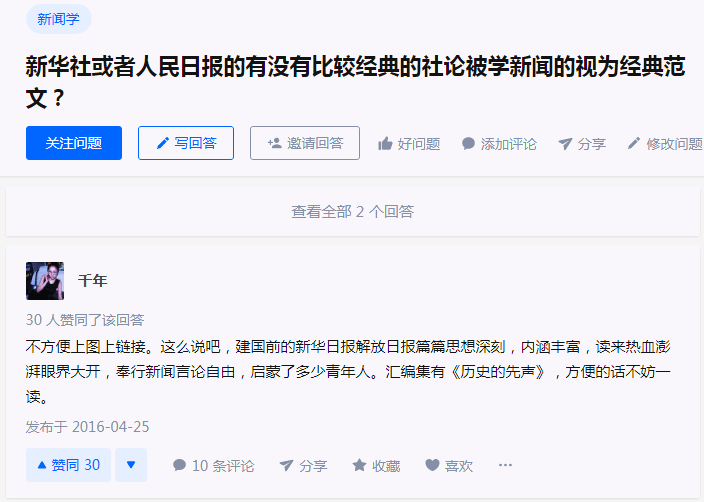 新闻学
新华社或者人民日报的有没有比较经典的社论被学新闻的视为经典范
文？
关注问题 写回答 邀请回答 好问题 添加评论 分享 修改问题
查看全部 2 个回答
千年
30 人赞同了该回答
不方便上图上链接。这么说吧，建国前的新华日报解放日报篇篇思想深刻，内涵丰富，读来热血澎
湃眼界大开，奉行新闻言论自由，启蒙了多少青年人。汇编集有《历史的先声》，方便的话不妨一
读。
发布于 2016-04-25
赞同 30 10 条评论 分享 收藏 喜欢